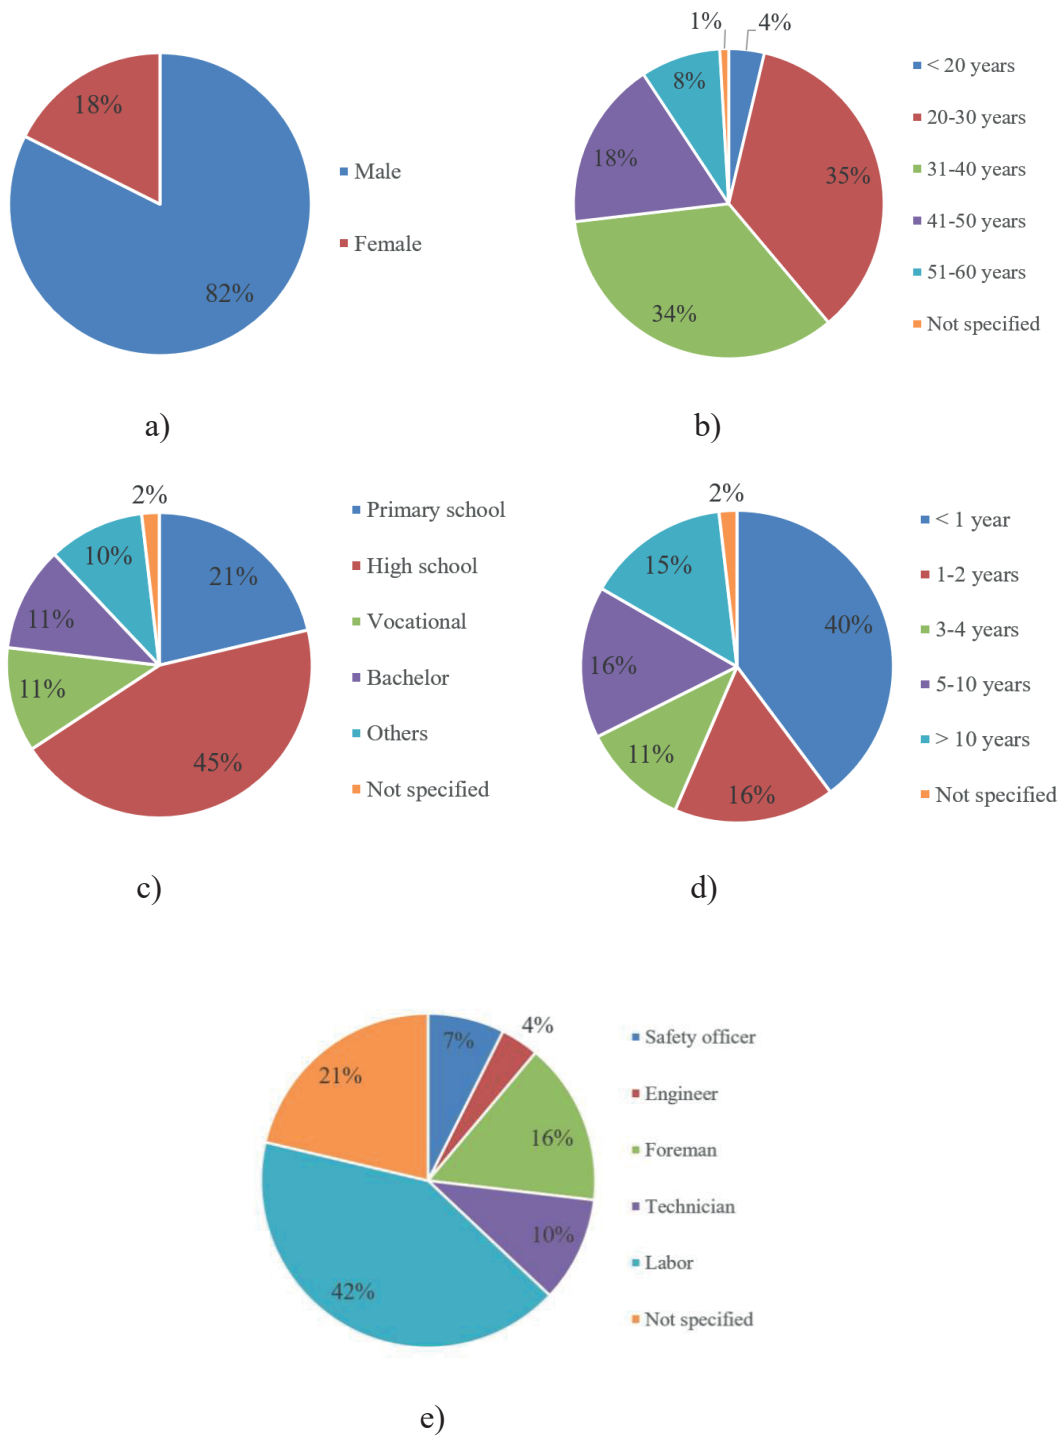 18%
82%
Male
Female
a)
1%
4%
8%
18%
35%
34%
< 20 years
20-30 years
31-40 years
41-50 years
51-60 years
Not specified
b)
2%
10%
21%
11%
11%
45%
Primary school
High school
Vocational
Bachelor
Others
Not specified
c)
2%
15%
40%
16%
11%
16%
< 1 year
1-2 years
3-4 years
5-10 years
> 10 years
Not specified
d)
7%
4%
21%
16%
10%
42%
Safety officer
Engineer
Foreman
Technician
Labor
Not specified
e)